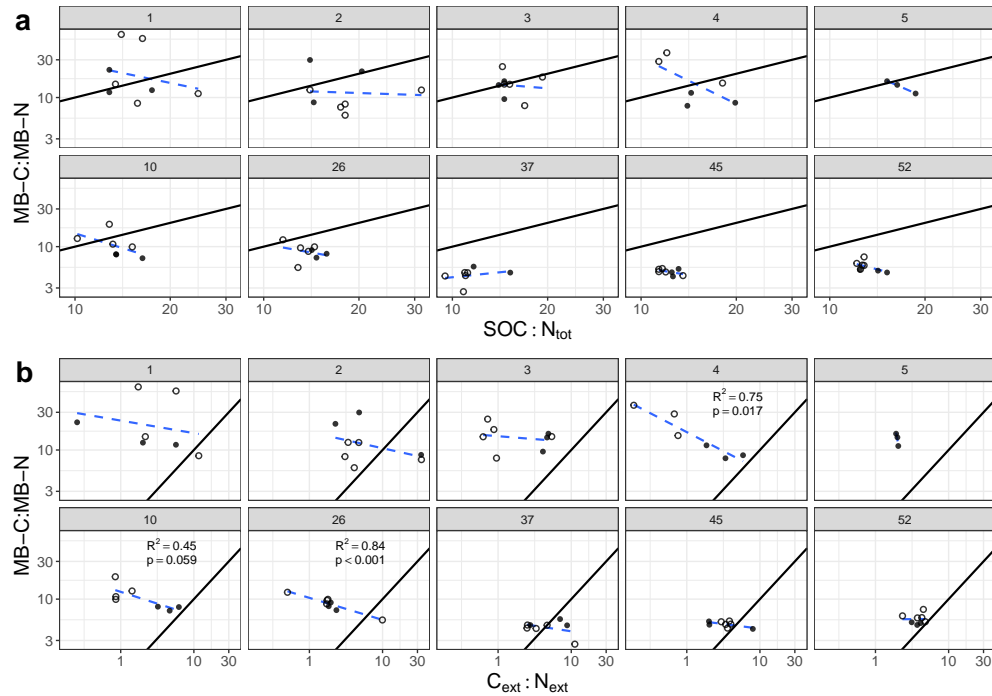 a
1 2 3 4 5
30
10
3
10 26 37 45 52
30
10
3
10 20 30 10 20 30 10 20 30 10 20 30 10 20 30
MB−C:MB−N
SOC : Ntot
b
1 2 3 4 5
R² = 0.75
p = 0.017
30
10
3
10 26 37 45 52
R² = 0.45 R² = 0.84
p = 0.059 p < 0.001
30
10
3
1 10 30 1 10 30 1 10 30 1 10 30 1 10 30
MB−C:MB−N
Cext : Next